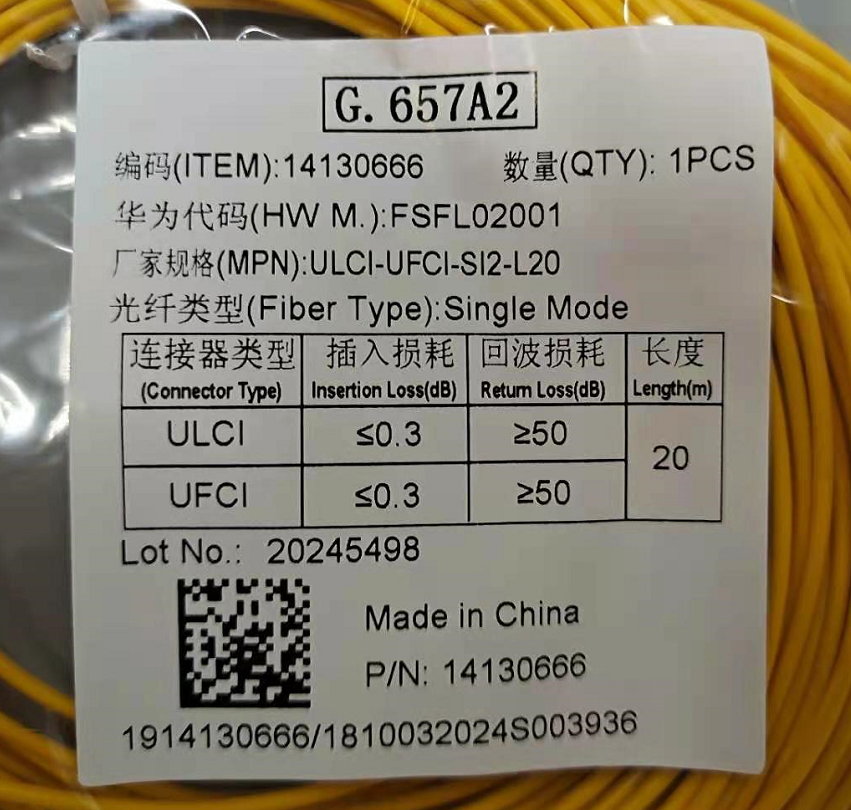 G.657A2
编码(ITEM):14130666 数量(QTY): 1PCS
华为代码(HW M.):FSFL02001
厂家规格(MPN):ULCI-UFCI-SI2-L20
光纤类型(Fiber Type):Single Mode
连接器类型 插入损耗 回波损耗 长度
(Connector Type) Insertion Loss(dB) Return Loss(dB) Length(m)
ULCI ≤0.3 ≥50
20
UFCI ≤0.3 ≥50
Lot No.: 20245498
Made in China
P/N: 14130666
1914130666/1810032024S003936